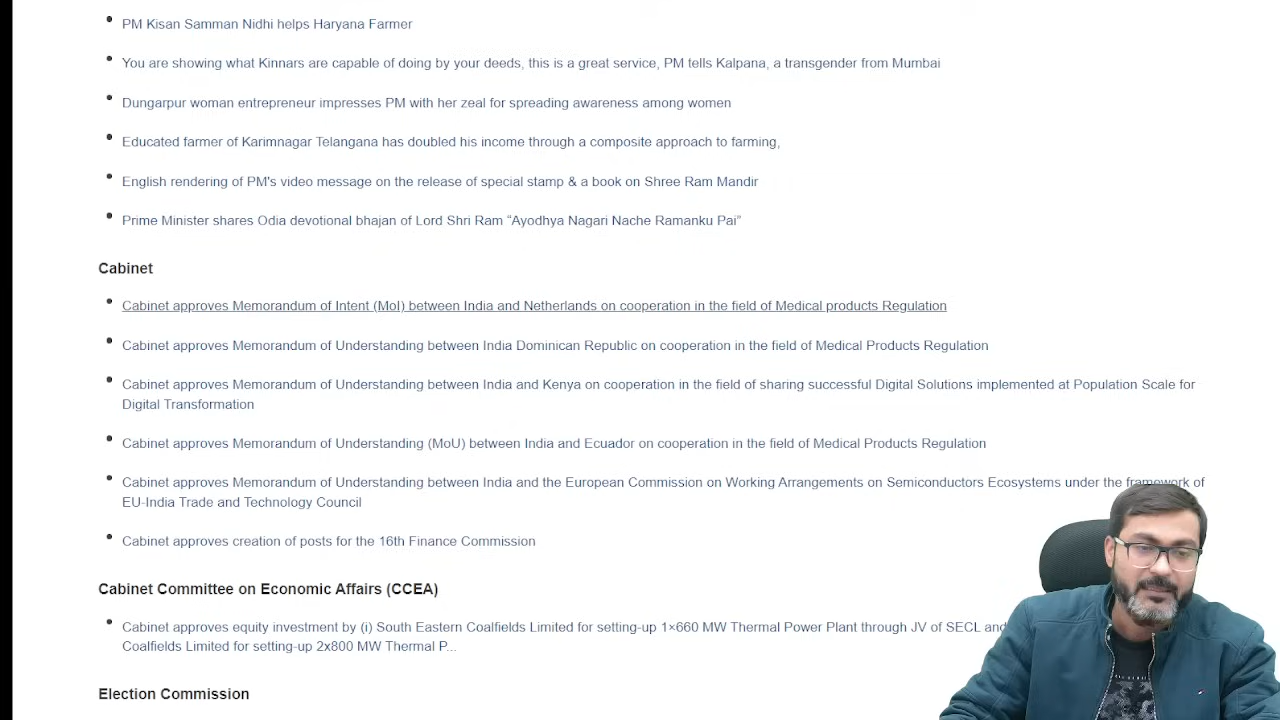 PM Kisan Samman Nidhi helps Haryana Farmer
You are showing what Kinnars are capable of doing by your deeds, this is a great service, PM tells Kalpana, a transgender from Mumbai
Dungarpur woman entrepreneur impresses PM with her zeal for spreading awareness among women
Educated farmer of Karimnagar Telangana has doubled his income through a composite approach to farming,
English rendering of PM's video message on the release of special stamp & a book on Shree Ram Mandir
Prime Minister shares Odia devotional bhajan of Lord Shri Ram “Ayodhya Nagari Nache Ramanku Pai”
Cabinet
Cabinet approves Memorandum of Intent (MoI) between India and Netherlands on cooperation in the field of Medical products Regulation
Cabinet approves Memorandum of Understanding between India Dominican Republic on cooperation in the field of Medical Products Regulation
Cabinet approves Memorandum of Understanding between India and Kenya on cooperation in the field of sharing successful Digital Solutions implemented at Population Scale for
Digital Transformation
Cabinet approves Memorandum of Understanding (MoU) between India and Ecuador on cooperation in the field of Medical Products Regulation
Cabinet approves Memorandum of Understanding between India and the European Commission on Working Arrangements on Semiconductors Ecosystems under the framework of
EU-India Trade and Technology Council
Cabinet approves creation of posts for the 16th Finance Commission
Cabinet Committee on Economic Affairs (CCEA)
Cabinet approves equity investment by (i) South Eastern Coalfields Limited for setting-up 1×660 MW Thermal Power Plant through JV of SECL and
Coalfields Limited for setting-up 2x800 MW Thermal P...
Election Commission